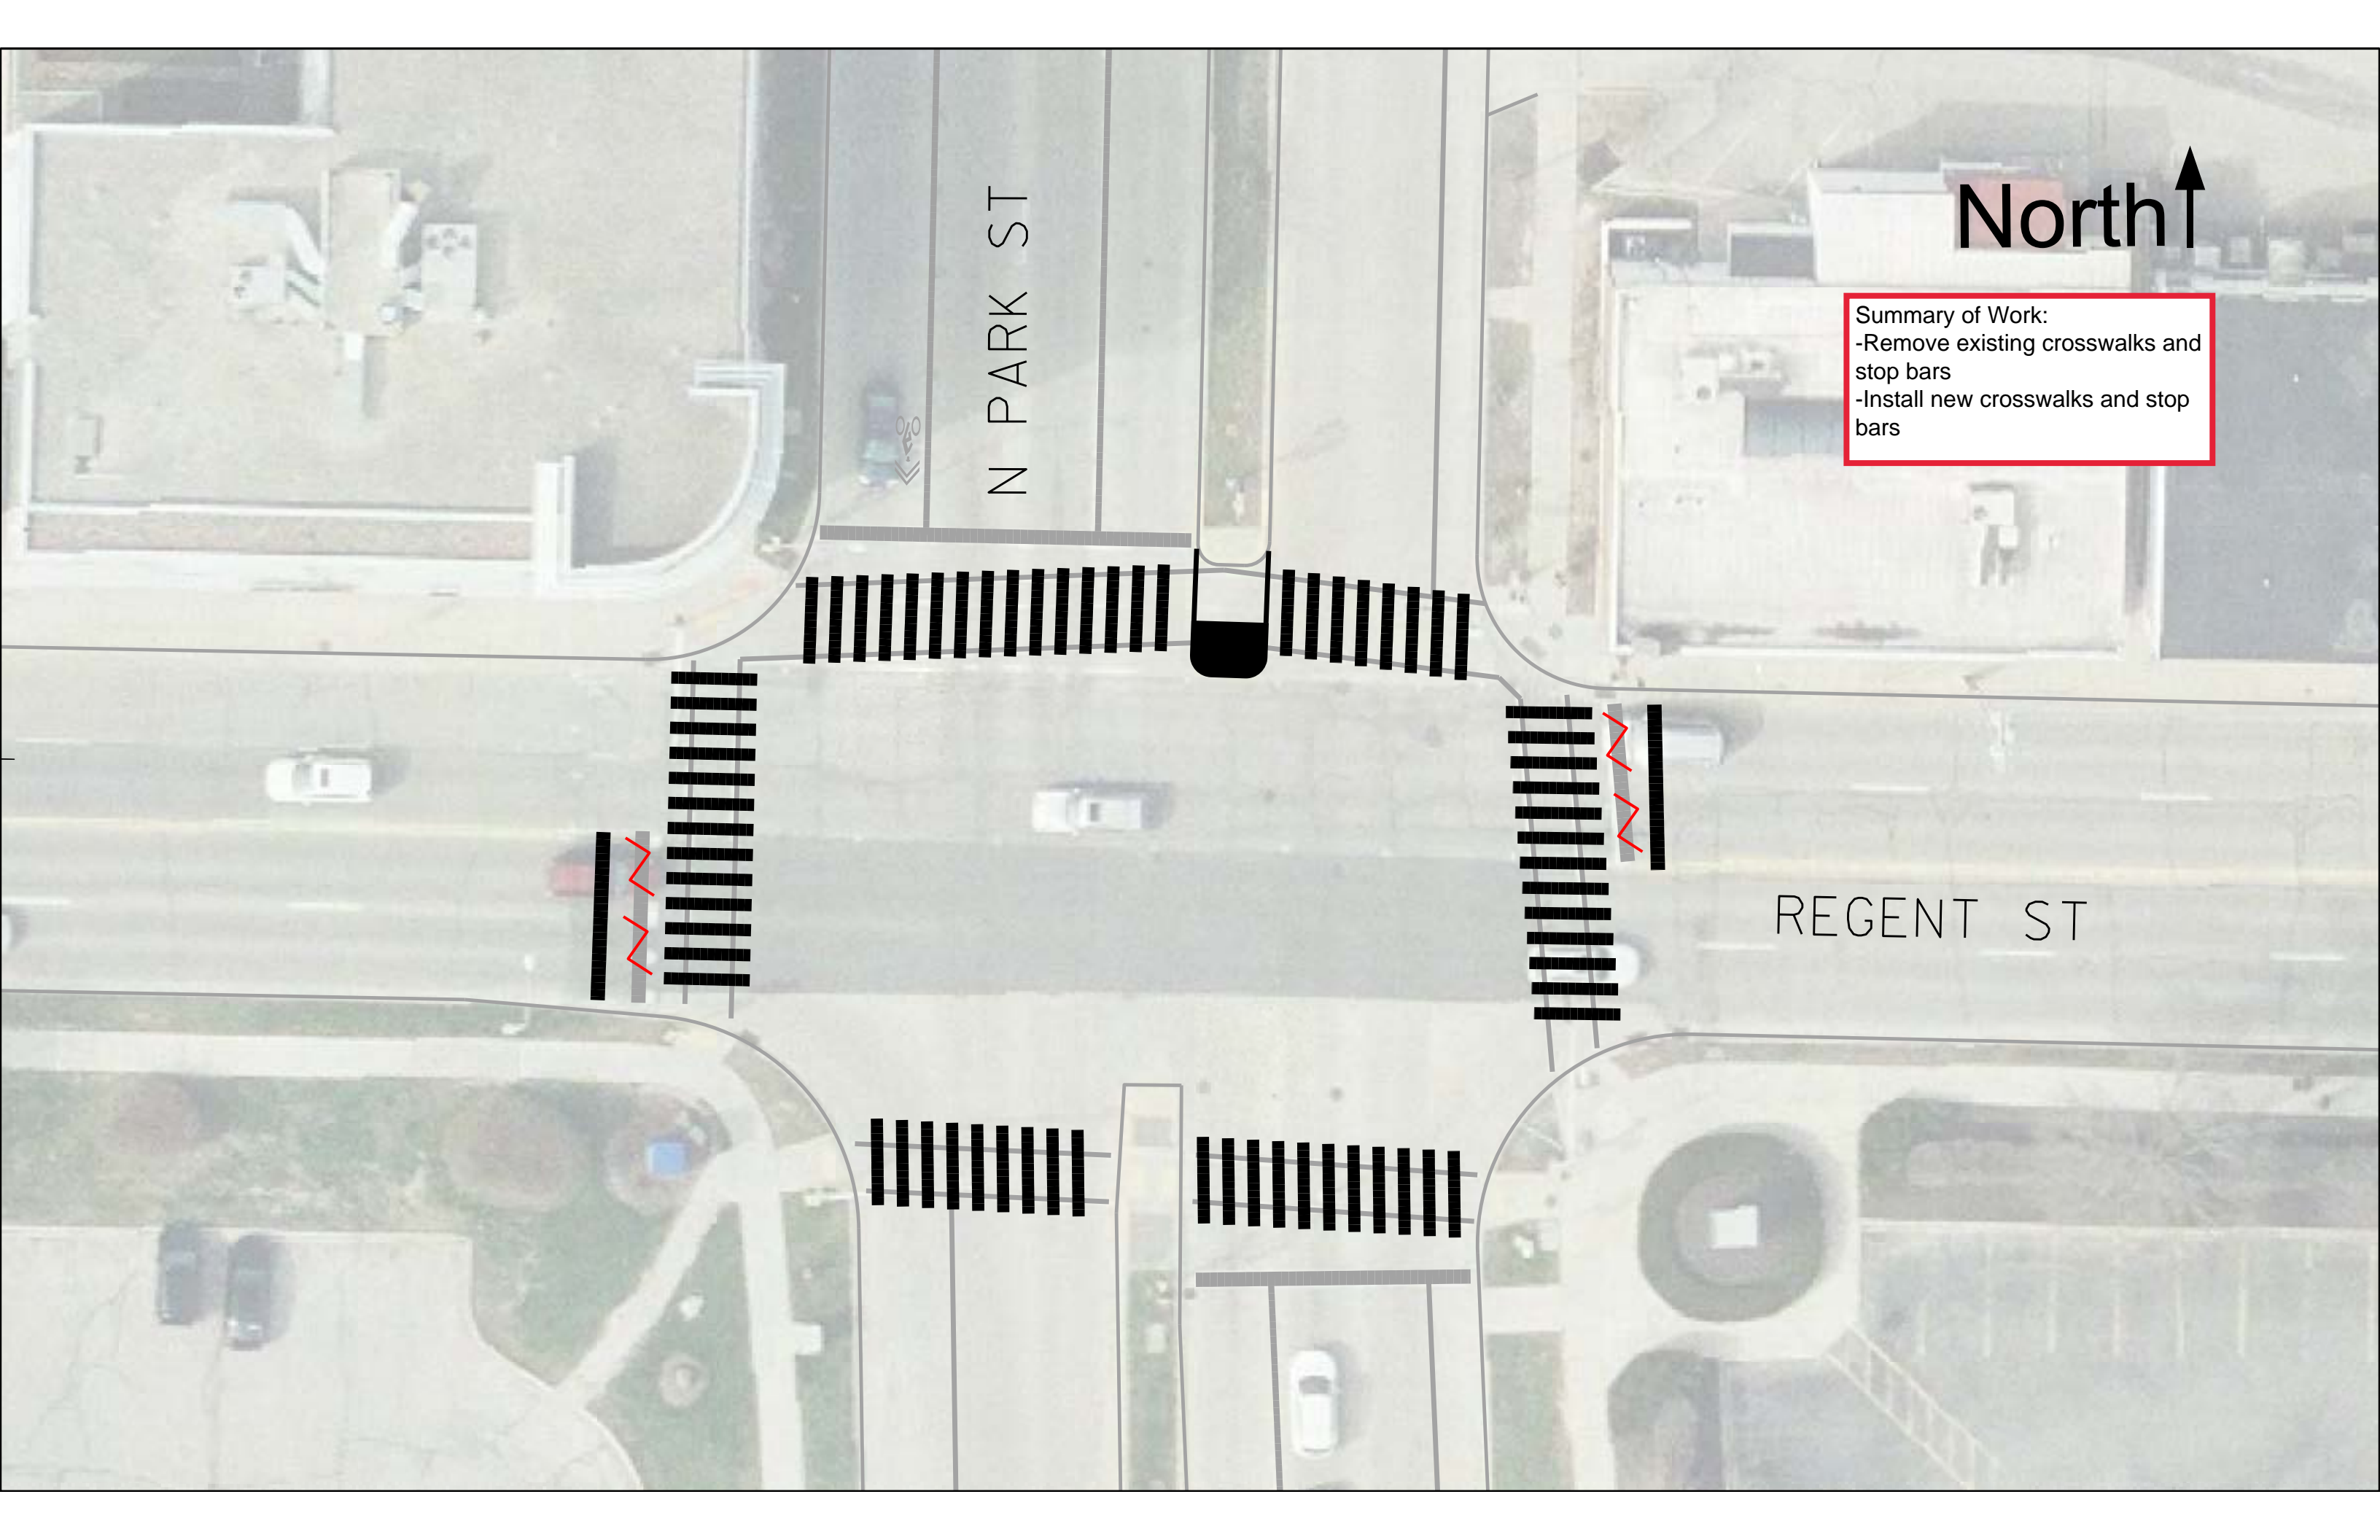 N PARK ST
North
Summary of Work:
-Remove existing crosswalks and
stop bars
-Install new crosswalks and stop
bars
REGENT ST